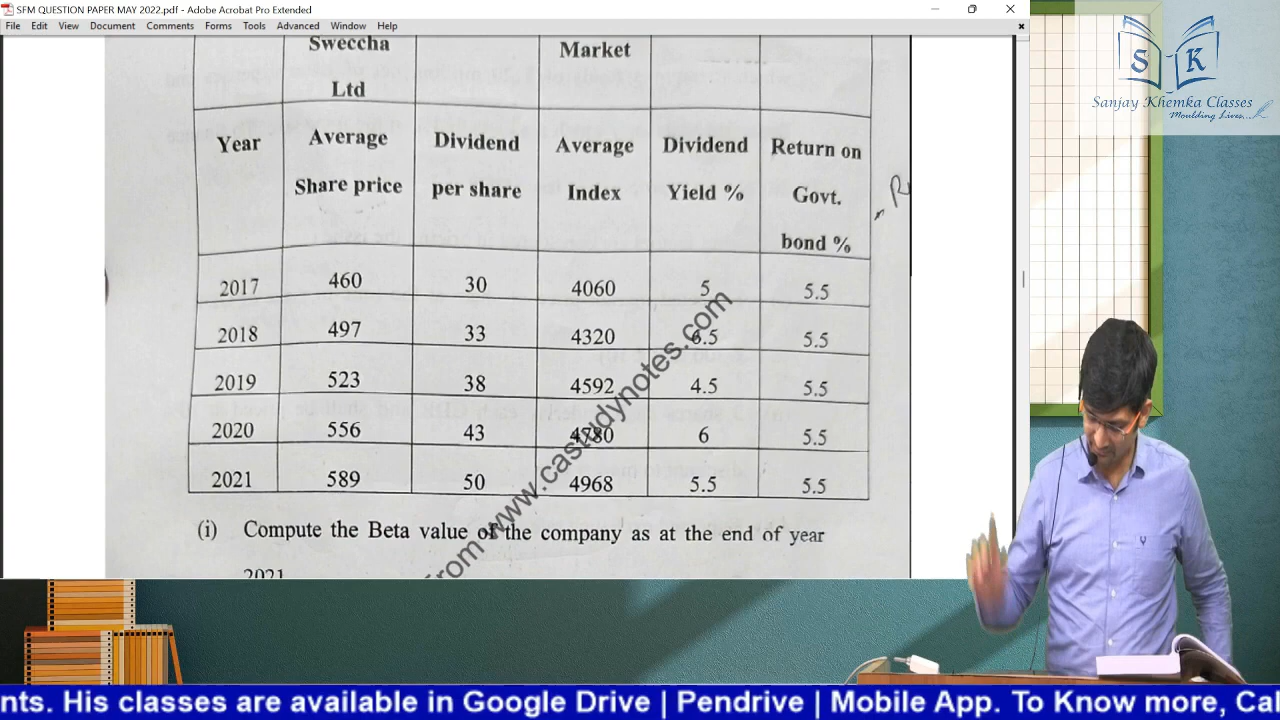 SFM QUESTION PAPER MAY 2022.pdf - Adobe Acrobat Pro Extended
File Edit View Document Comments Forms Tools Advanced Window Help
S K
Sanjay Khemka Classes
Moulding Lives...
Sweccha Ltd
Market
Year
Average Share price
Dividend per share
Average Index
Dividend Yield %
Return on Govt. bond %
2017 460 30 4060 5 5.5
2018 497 33 4320 6.5 5.5
2019 523 38 4592 4.5 5.5
2020 556 43 4780 6 5.5
2021 589 50 4968 5.5 5.5
(i) Compute the Beta value of the company as at the end of year
2021
from www.castudynotes.com
nts. His classes are available in Google Drive | Pendrive | Mobile App. To Know more, Cal